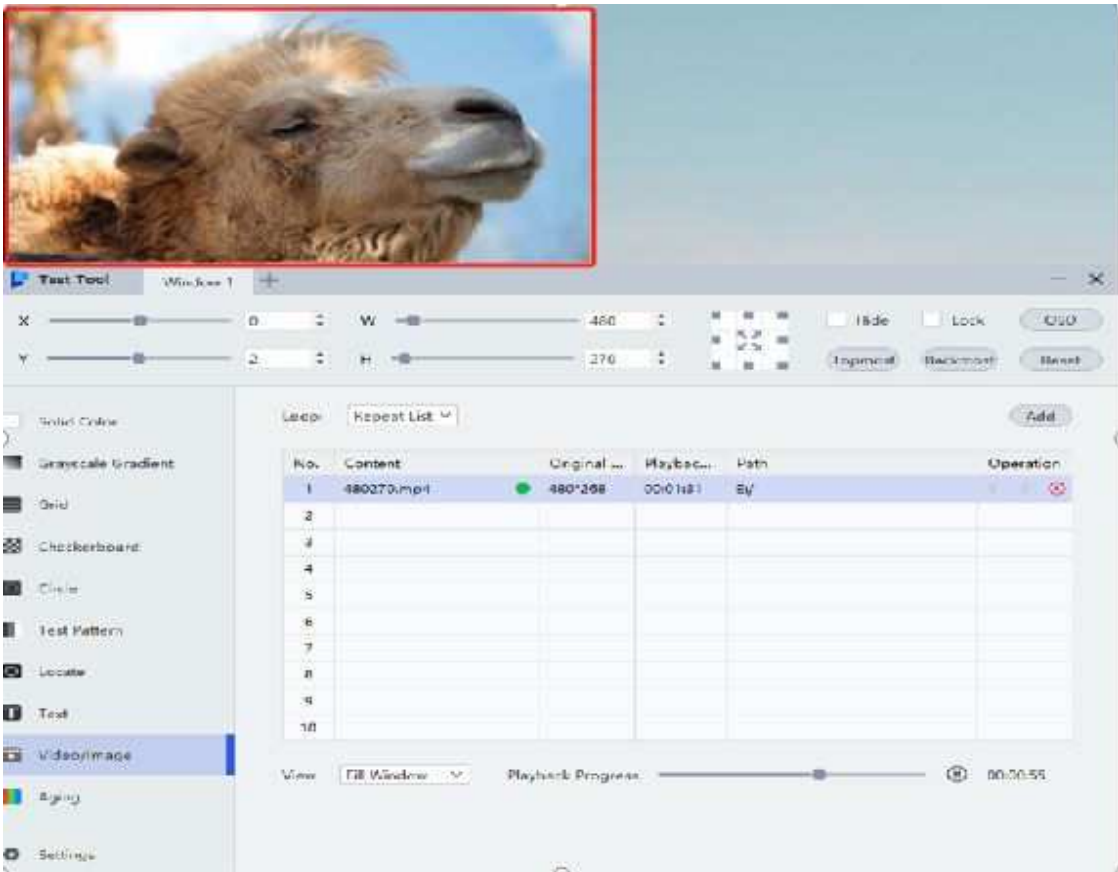 Test Tool Window 1
X 0 W 480 Hide Lock OSD
Y 2 H 270 Topmost Backmost Reset
Solid Color
Grayscale Gradient
Grid
Checkerboard
Circle
Test Pattern
Locate
Text
Video/Image
Aging
Settings
Loop: Repeat List Add
No. Content Original ... Playbac... Path Operation
1 480270.mp4 480*268 00:01:31
2
3
4
5
6
7
8
9
10
View Fill Window Playback Progress 00:00:55